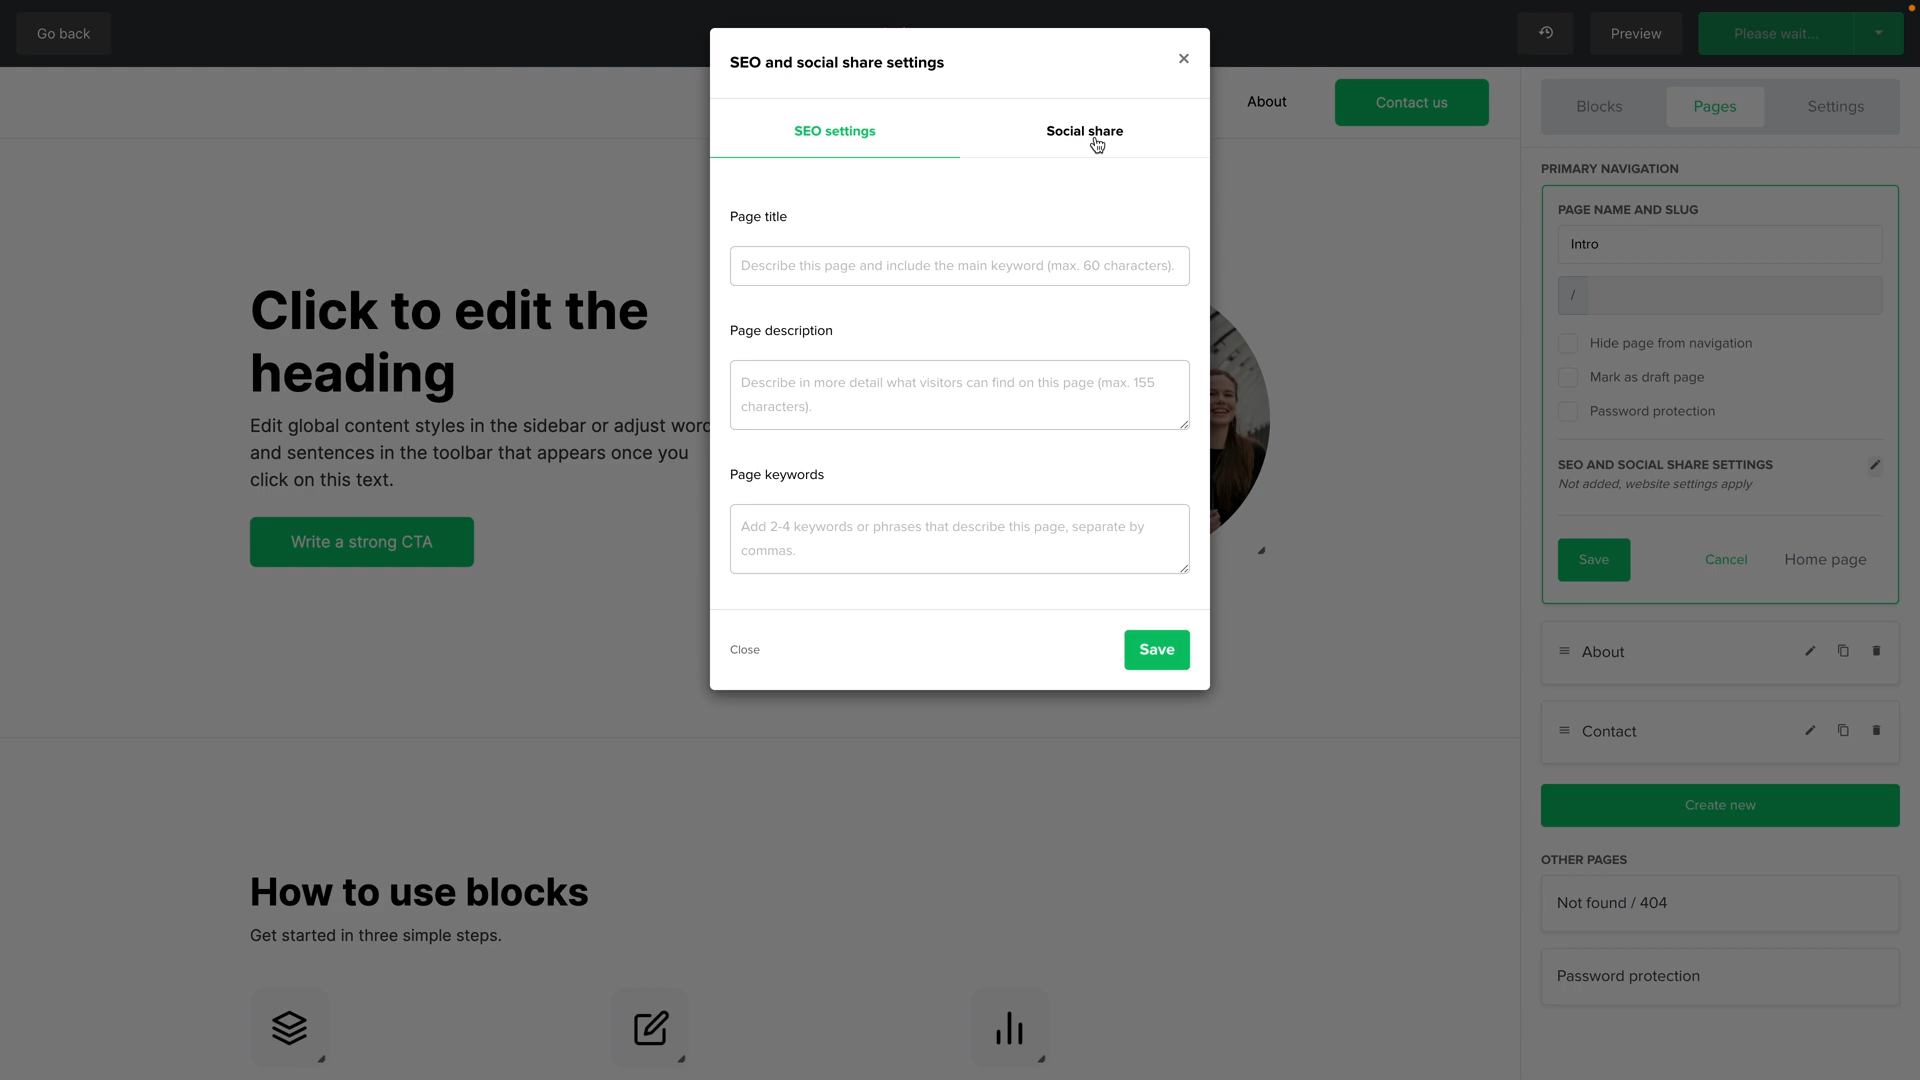 Go back
Preview
Please wait...
SEO and social share settings
SEO settings
Social share
Page title
Describe this page and include the main keyword (max. 60 characters).
Page description
Describe in more detail what visitors can find on this page (max. 155
characters).
Page keywords
Add 2-4 keywords or phrases that describe this page, separate by
commas.
Close
Save
About
Contact us
Click to edit the
heading
Edit global content styles in the sidebar or adjust word
and sentences in the toolbar that appears once you
click on this text.
Write a strong CTA
How to use blocks
Get started in three simple steps.
Blocks
Pages
Settings
PRIMARY NAVIGATION
PAGE NAME AND SLUG
Intro
/
Hide page from navigation
Mark as draft page
Password protection
SEO AND SOCIAL SHARE SETTINGS
Not added, website settings apply
Save
Cancel
Home page
About
Contact
Create new
OTHER PAGES
Not found / 404
Password protection